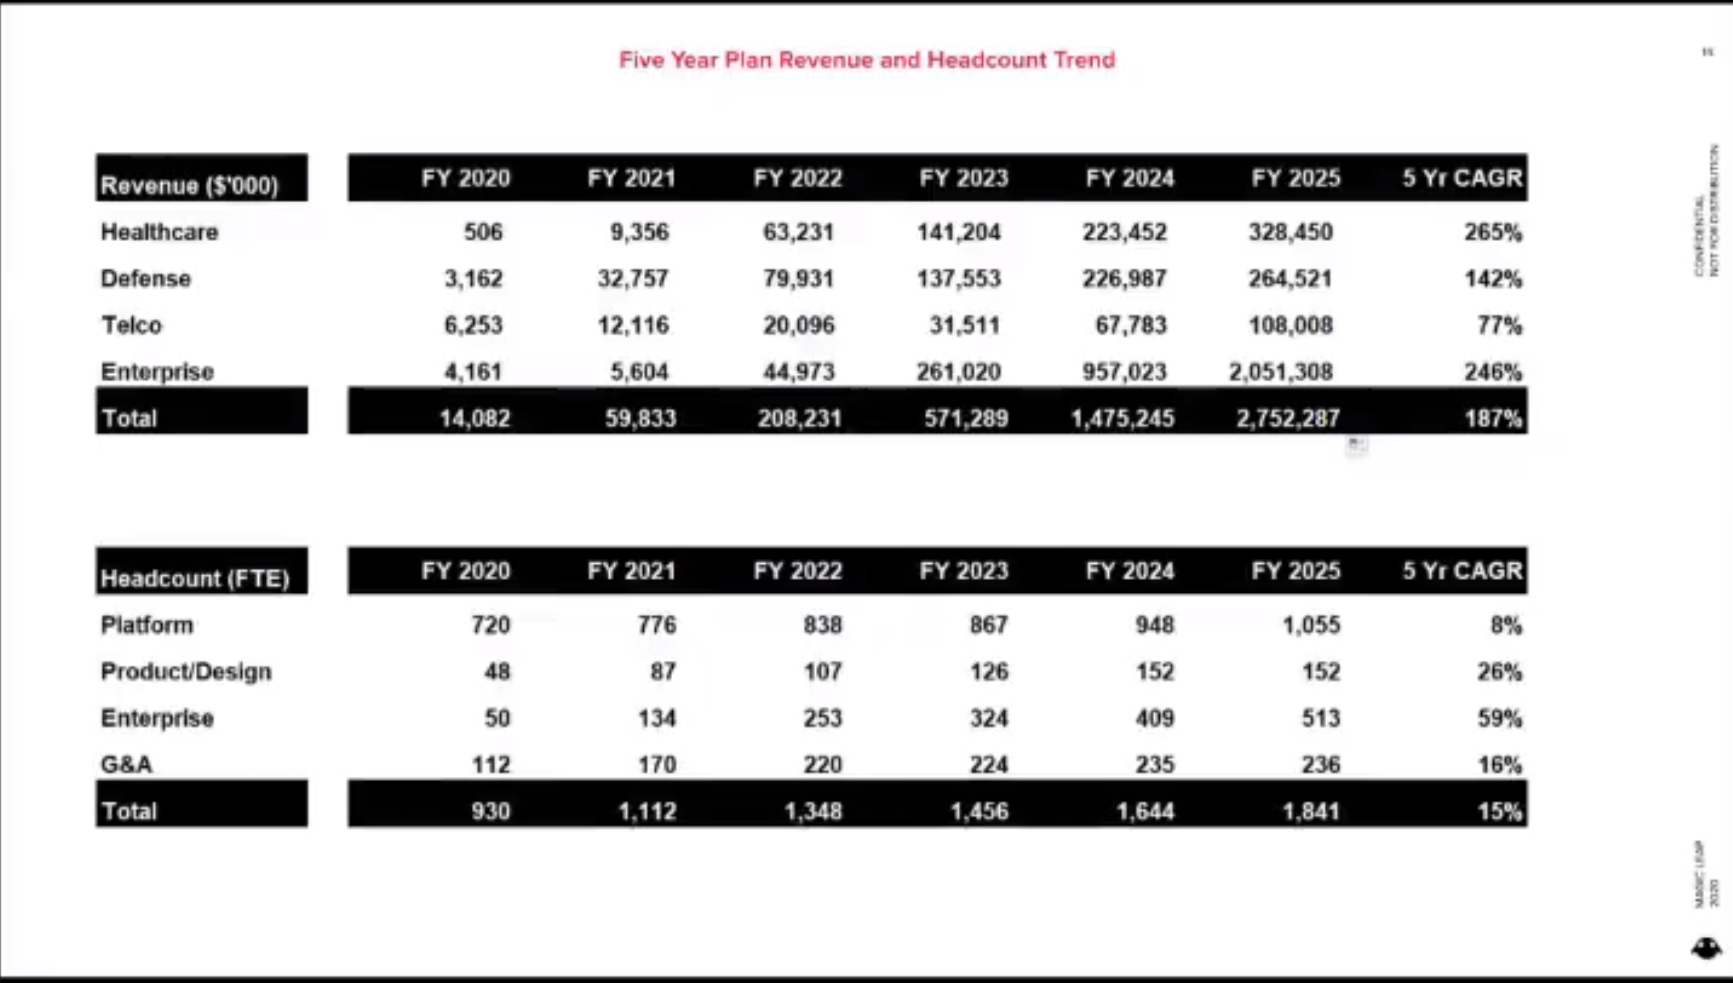 Five Year Plan Revenue and Headcount Trend
Revenue ($'000) FY 2020 FY 2021 FY 2022 FY 2023 FY 2024 FY 2025 5 Yr CAGR
Healthcare 506 9,356 63,231 141,204 223,452 328,450 265%
Defense 3,162 32,757 79,931 137,553 226,987 264,521 142%
Telco 6,253 12,116 20,096 31,511 67,783 108,008 77%
Enterprise 4,161 5,604 44,973 261,020 957,023 2,051,308 246%
Total 14,082 59,833 208,231 571,289 1,475,245 2,752,287 187%
Headcount (FTE) FY 2020 FY 2021 FY 2022 FY 2023 FY 2024 FY 2025 5 Yr CAGR
Platform 720 776 838 867 948 1,055 8%
Product/Design 48 87 107 126 152 152 26%
Enterprise 50 134 253 324 409 513 59%
G&A 112 170 220 224 235 236 16%
Total 930 1,112 1,348 1,456 1,644 1,841 15%
CONFIDENTIAL
NOT FOR DISTRIBUTION
MAGIC LEAP
2020